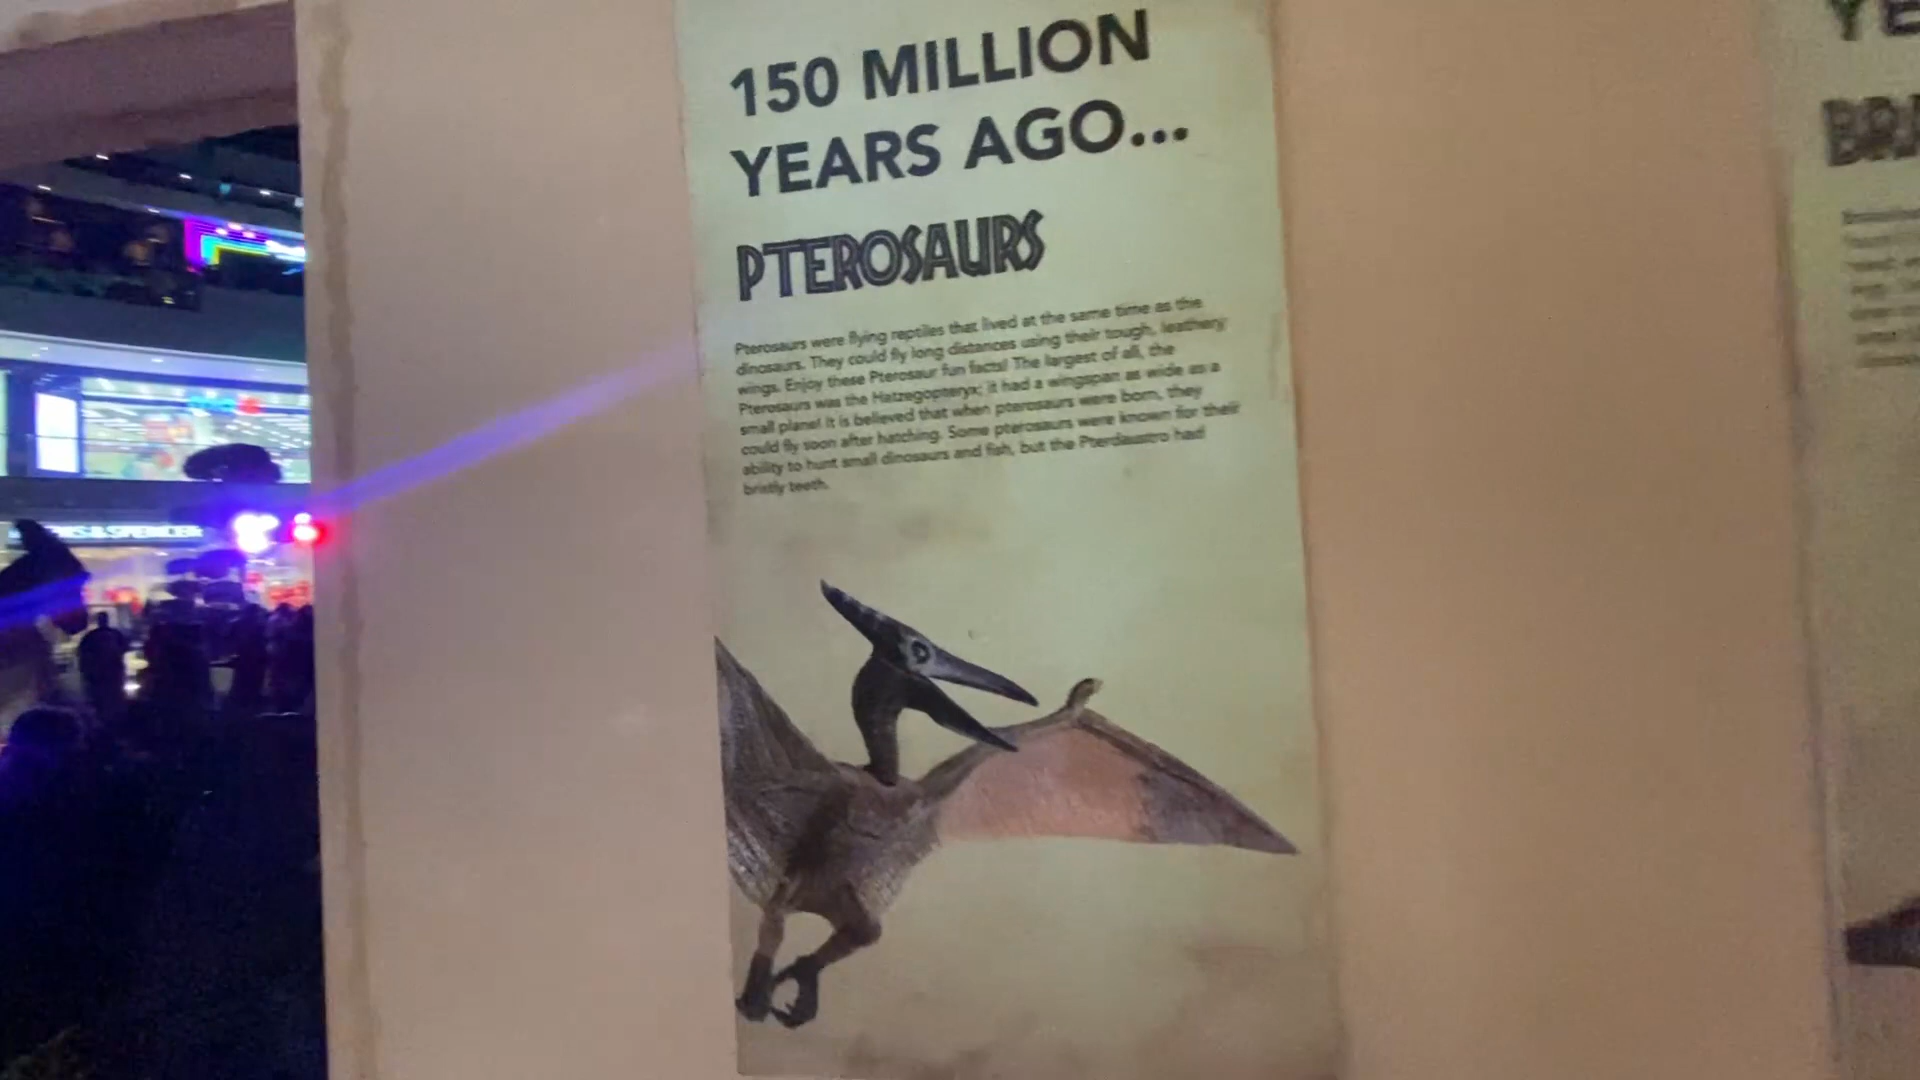 150 MILLION
YEARS AGO...
PTEROSAURS
Pterosaurs were flying reptiles that lived at the same time as the
dinosaurs. They could fly long distances using their tough, leathery
wings. Enjoy these Pterosaur fun facts! The largest of all, the
Pterosaurs was the Hatzegopteryx; it had a wingspan as wide as a
small plane! It is believed that when pterosaurs were born, they
could fly soon after hatching. Some pterosaurs were known for their
ability to hunt small dinosaurs and fish, but the Pterdaustro had
bristly teeth.
& SPENCER
YE
BRA